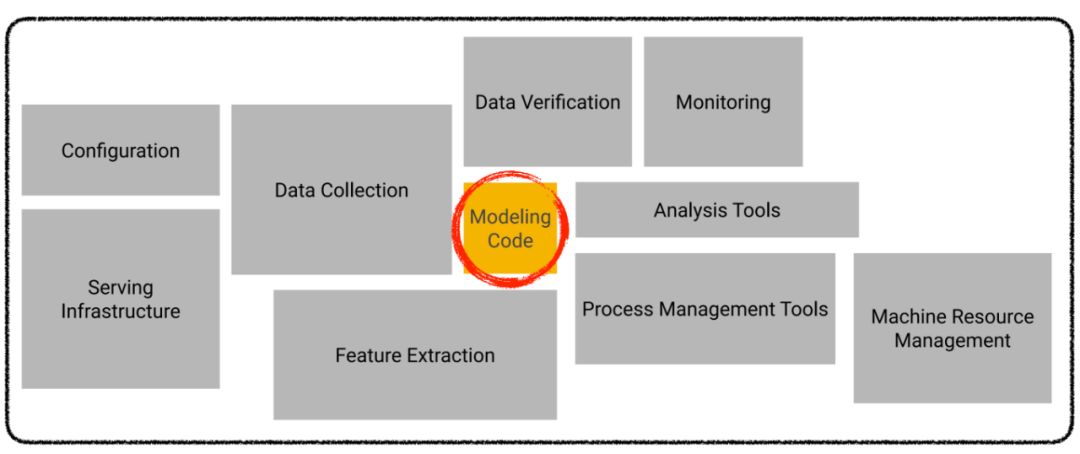 Data Verification
Monitoring
Configuration
Data Collection
Modeling
Code
Analysis Tools
Serving
Infrastructure
Process Management Tools
Machine Resource
Management
Feature Extraction